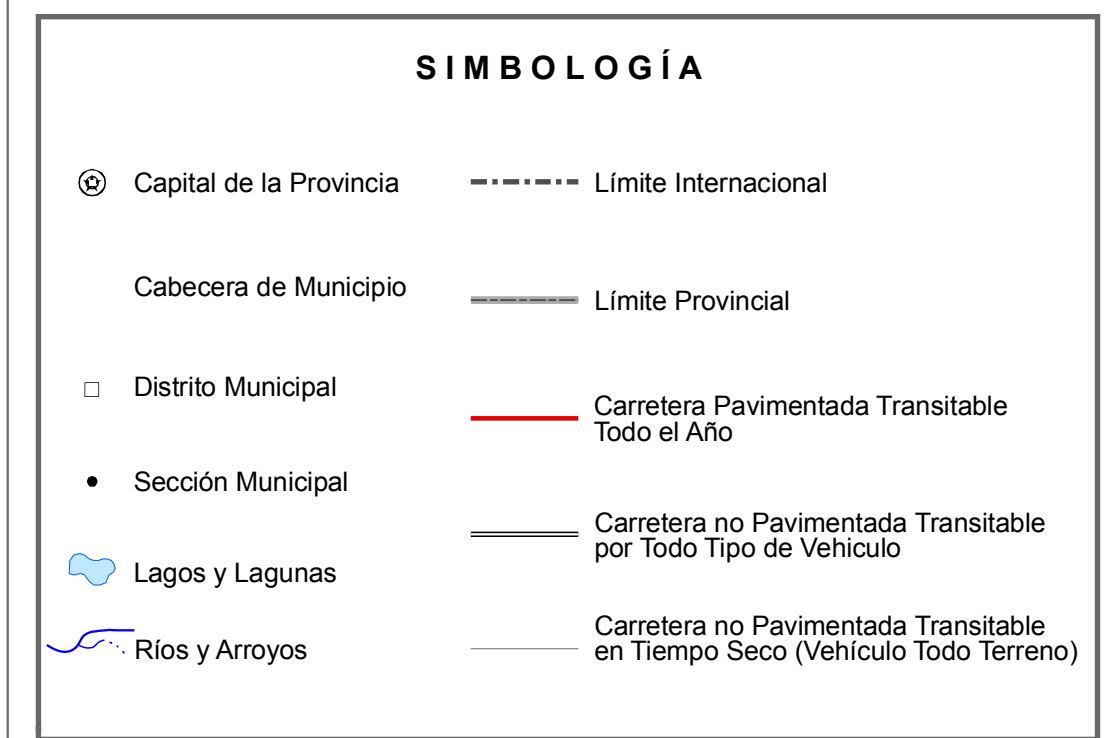 SIMBOLOGÍA
Capital de la Provincia
Cabecera de Municipio
Distrito Municipal
Sección Municipal
Lagos y Lagunas
Ríos y Arroyos
Límite Internacional
Límite Provincial
Carretera Pavimentada Transitable
Todo el Año
Carretera no Pavimentada Transitable
por Todo Tipo de Vehiculo
Carretera no Pavimentada Transitable
en Tiempo Seco (Vehículo Todo Terreno)